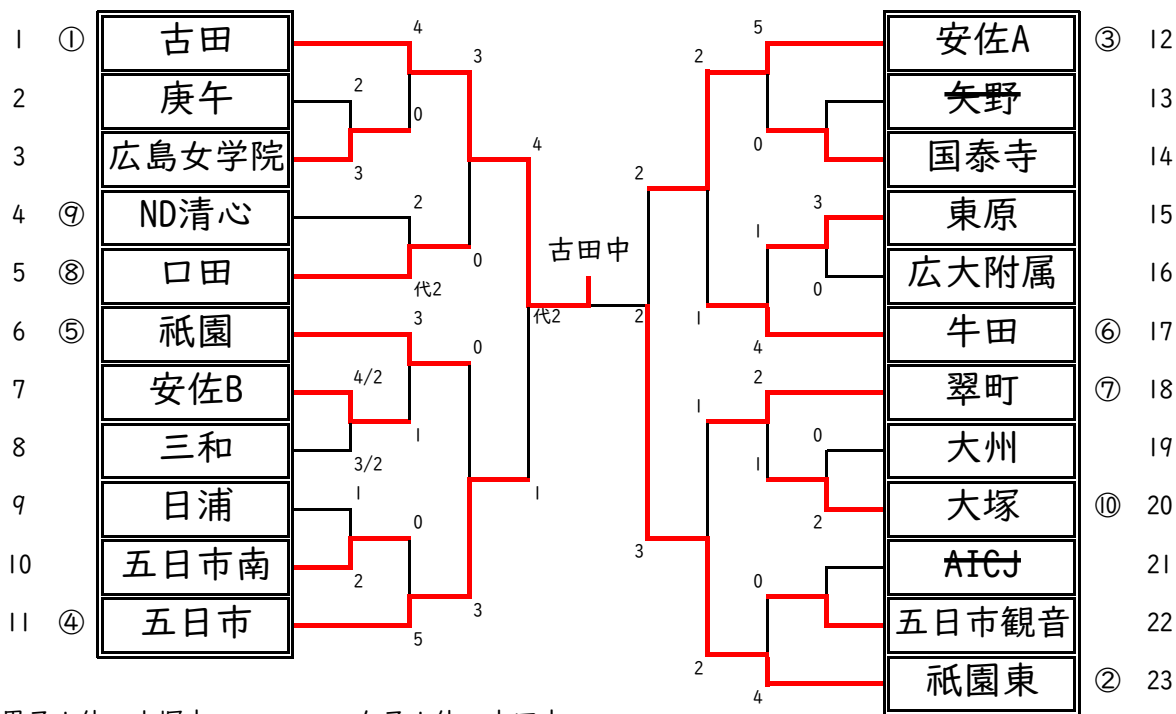 1 ① 古田
2 庚午
3 広島女学院
4 ⑨ ND清心
5 ⑧ 口田
6 ⑤ 祇園
7 安佐B
8 三和
9 日浦
10 五日市南
11 ④ 五日市
4
3
2
0
3
4
2
0
代2
3
0
4/2
1
3/2
1
0
2
3
5
1
古田中
代2
2
安佐A ③ 12
矢野 13
国泰寺 14
東原 15
広大附属 16
牛田 ⑥ 17
翠町 ⑦ 18
大州 19
大塚 ⑩ 20
AICJ 21
五日市観音 22
祇園東 ② 23
5
2
0
2
3
1
0
1
4
2
1
0
1
2
3
0
2
4